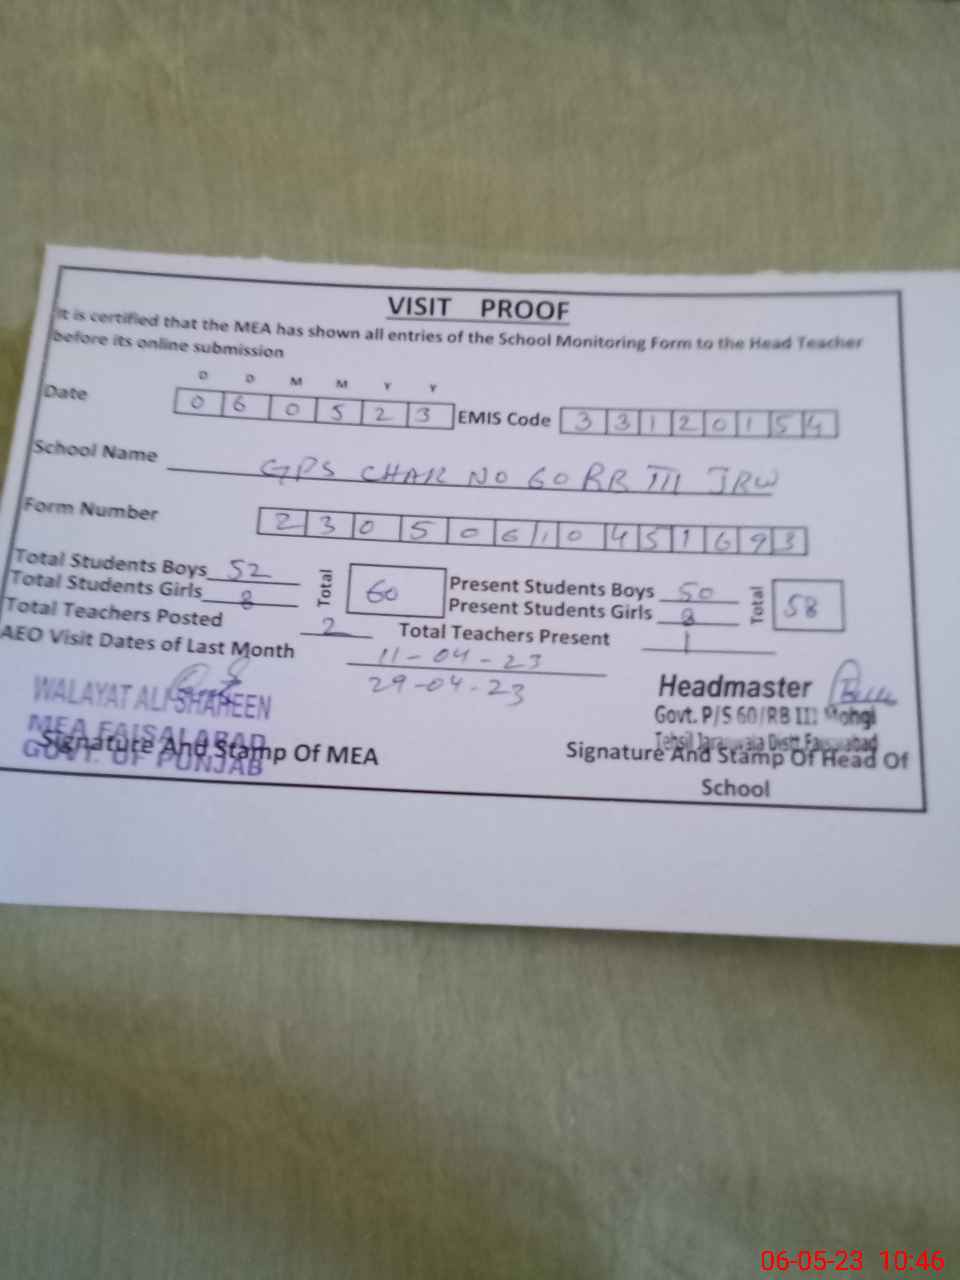 VISIT PROOF
It is certified that the MEA has shown all entries of the School Monitoring Form to the Head Teacher
before its online submission
D D M M Y Y
Date 0 6 0 5 2 3 EMIS Code 3 3 1 2 0 1 5 4
School Name GPS CHAK NO 60 RB III JRW
Form Number 2 3 0 5 0 6 1 0 4 5 1 6 9 3
Total Students Boys 52 Total 60 Present Students Boys 50 Total 58
Total Students Girls 8 Present Students Girls 8
Total Teachers Posted 2 Total Teachers Present 1
AEO Visit Dates of Last Month 11-04-23
29-04-23
WALAYAT ALI SHAHEEN
MEA FAISALABAD
GOVT. OF PUNJAB
Signature And Stamp Of MEA
Headmaster
Govt. P/S 60/RB III Mohgi
Tehsil Jaranwala Distt. Faisalabad
Signature And Stamp Of Head Of
School
06-05-23 10:46